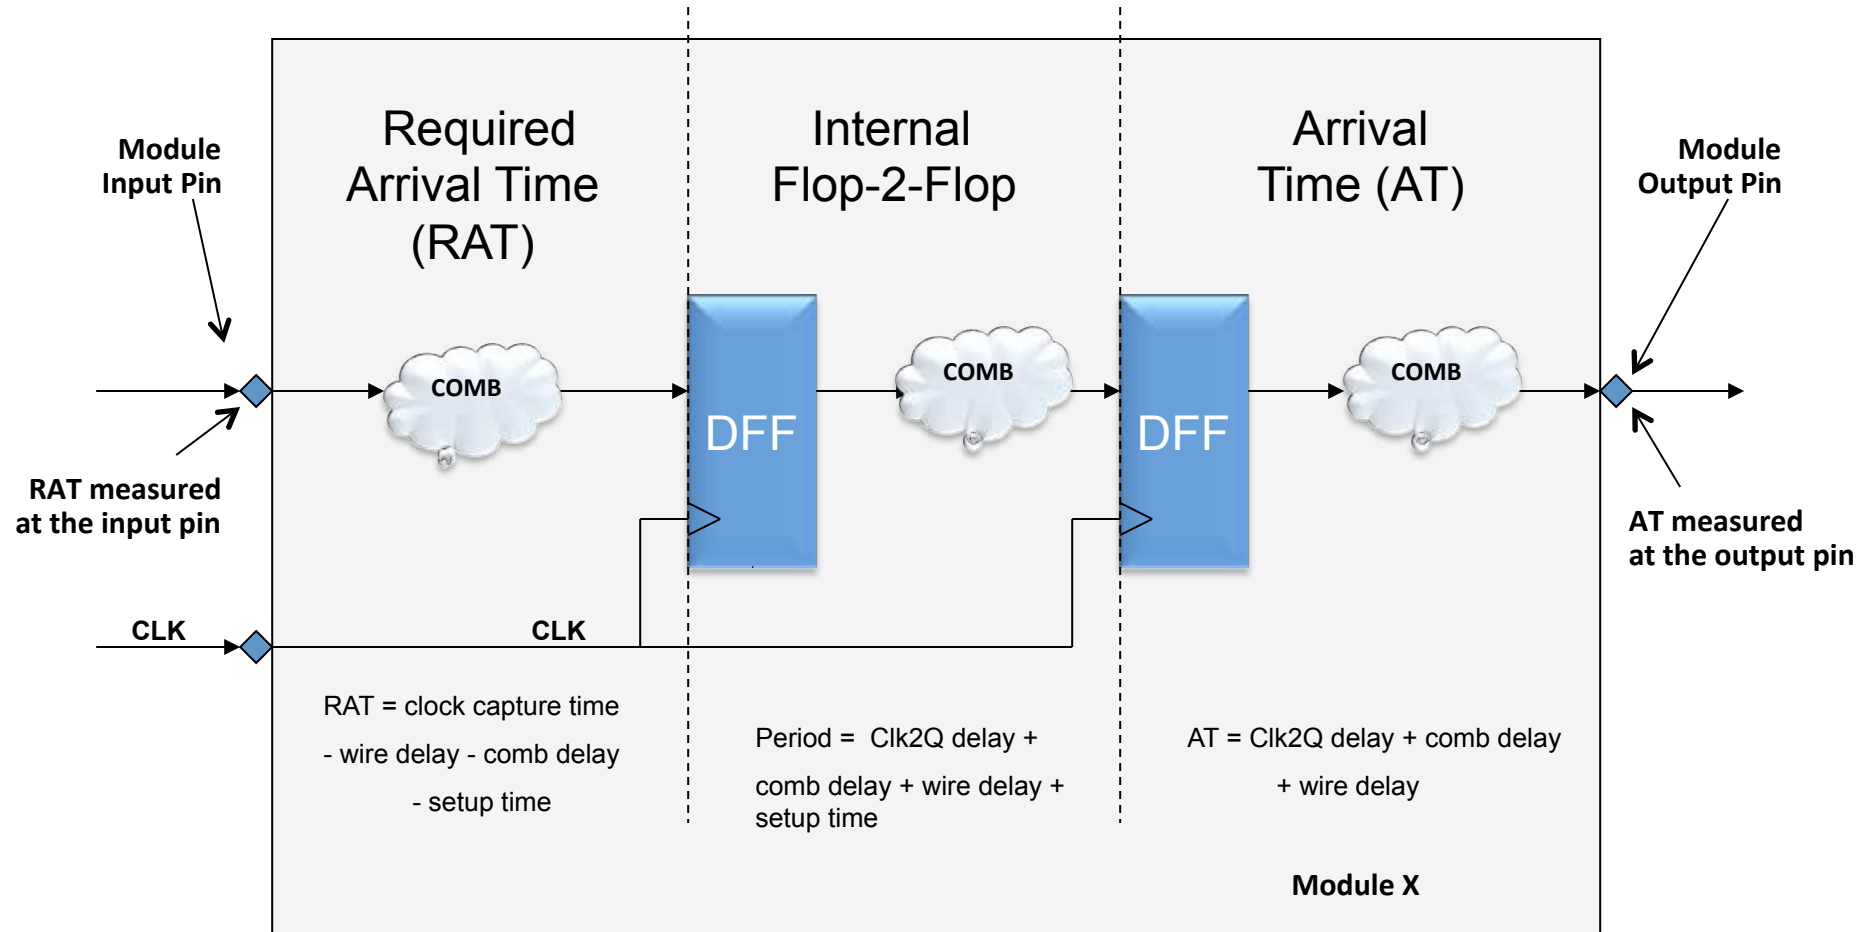 Required
Arrival Time
(RAT)
Internal
Flop-2-Flop
Arrival
Time (AT)
Module
Input Pin
Module
Output Pin
COMB
COMB
COMB
DFF
DFF
RAT measured
at the input pin
AT measured
at the output pin
CLK
CLK
RAT = clock capture time
- wire delay - comb delay
- setup time
Period = Clk2Q delay +
comb delay + wire delay +
setup time
AT = Clk2Q delay + comb delay
+ wire delay
Module X